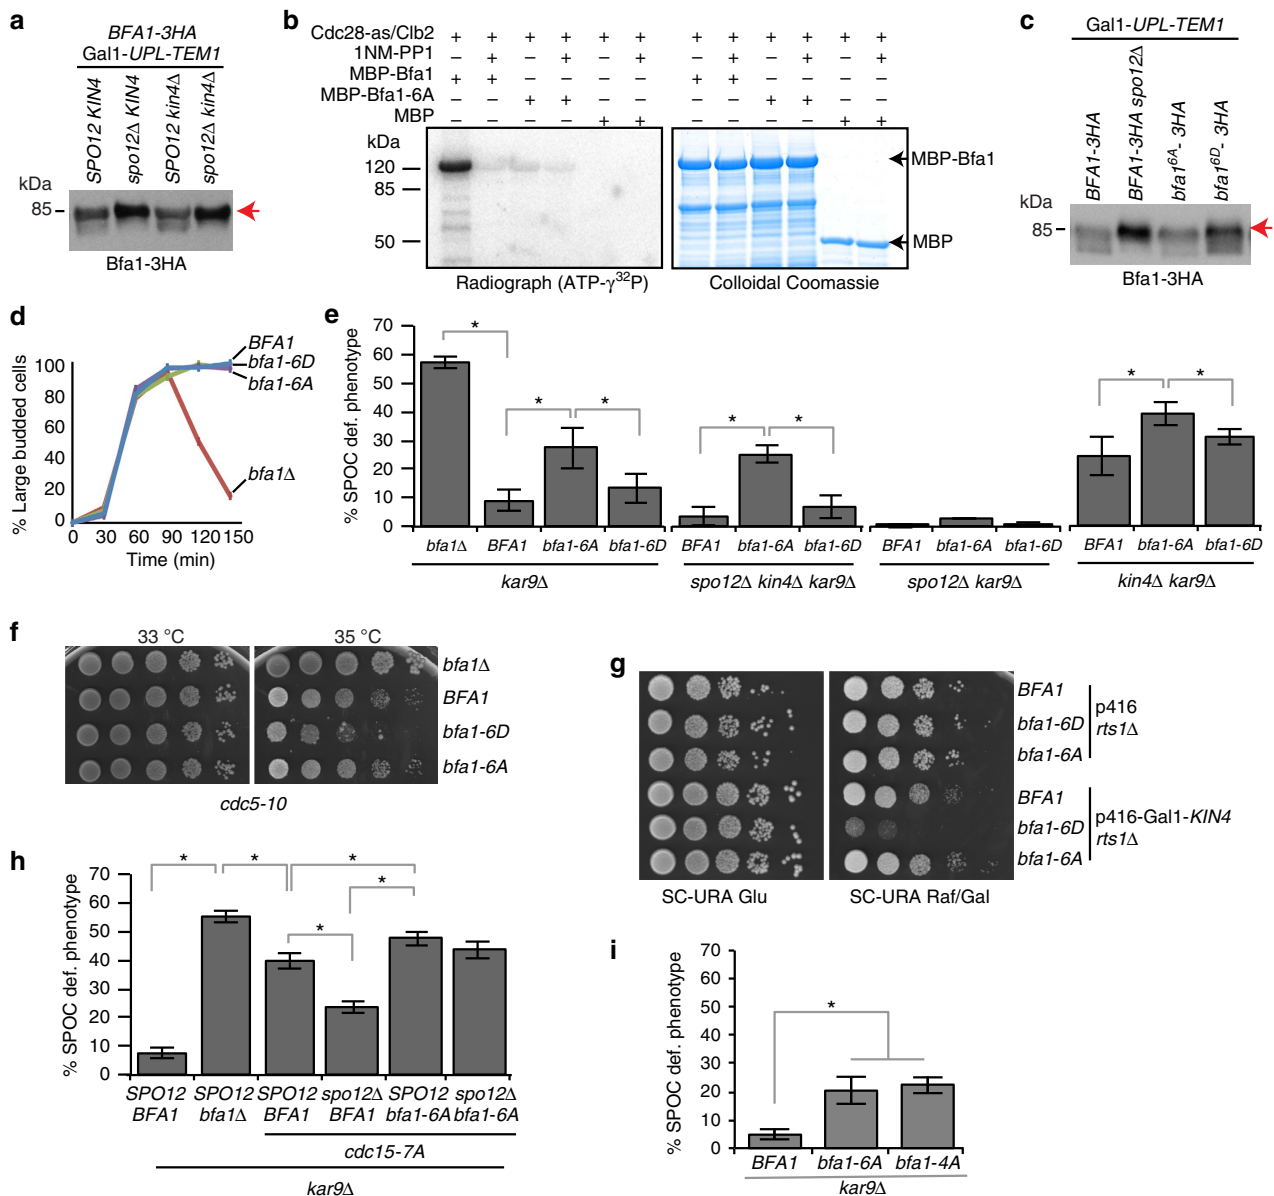 a
BFA1-3HA
Gal1-UPL-TEM1
SPO12 KIN4
spo12Δ KIN4
SPO12 kin4Δ
spo12Δ kin4Δ
kDa
85
Bfa1-3HA
b
Cdc28-as/Clb2 + + + + + + + + + + + +
1NM-PP1 – + – + – + – + – + – +
MBP-Bfa1 + + – – – – + + – – – –
MBP-Bfa1-6A – – + + – – – – + + – –
MBP – – – – + + – – – – + +
kDa
120
85
50
MBP-Bfa1
MBP
Radiograph (ATP-γ32P)
Colloidal Coomassie
c
Gal1-UPL-TEM1
BFA1-3HA
BFA1-3HA spo12Δ
bfa1 6A- 3HA
bfa1 6D- 3HA
kDa
85
Bfa1-3HA
d
% Large budded cells
100
80
60
40
20
0
0 30 60 90 120 150
Time (min)
BFA1
bfa1-6D
bfa1-6A
bfa1Δ
e
% SPOC def. phenotype
70
60
50
40
30
20
10
0
* * * * * * *
bfa1Δ BFA1 bfa1-6A bfa1-6D
kar9Δ
BFA1 bfa1-6A bfa1-6D
spo12Δ kin4Δ kar9Δ
BFA1 bfa1-6A bfa1-6D
spo12Δ kar9Δ
BFA1 bfa1-6A bfa1-6D
kin4Δ kar9Δ
f
33 °C 35 °C
bfa1Δ
BFA1
bfa1-6D
bfa1-6A
cdc5-10
g
BFA1
bfa1-6D
bfa1-6A
p416
rts1Δ
BFA1
bfa1-6D
bfa1-6A
p416-Gal1-KIN4
rts1Δ
SC-URA Glu
SC-URA Raf/Gal
h
% SPOC def. phenotype
70
60
50
40
30
20
10
0
* * * * *
SPO12 SPO12 SPO12 spo12Δ SPO12 spo12Δ
BFA1 bfa1Δ BFA1 BFA1 bfa1-6A bfa1-6A
cdc15-7A
kar9Δ
i
% SPOC def. phenotype
70
60
50
40
30
20
10
0
*
BFA1 bfa1-6A bfa1-4A
kar9Δ